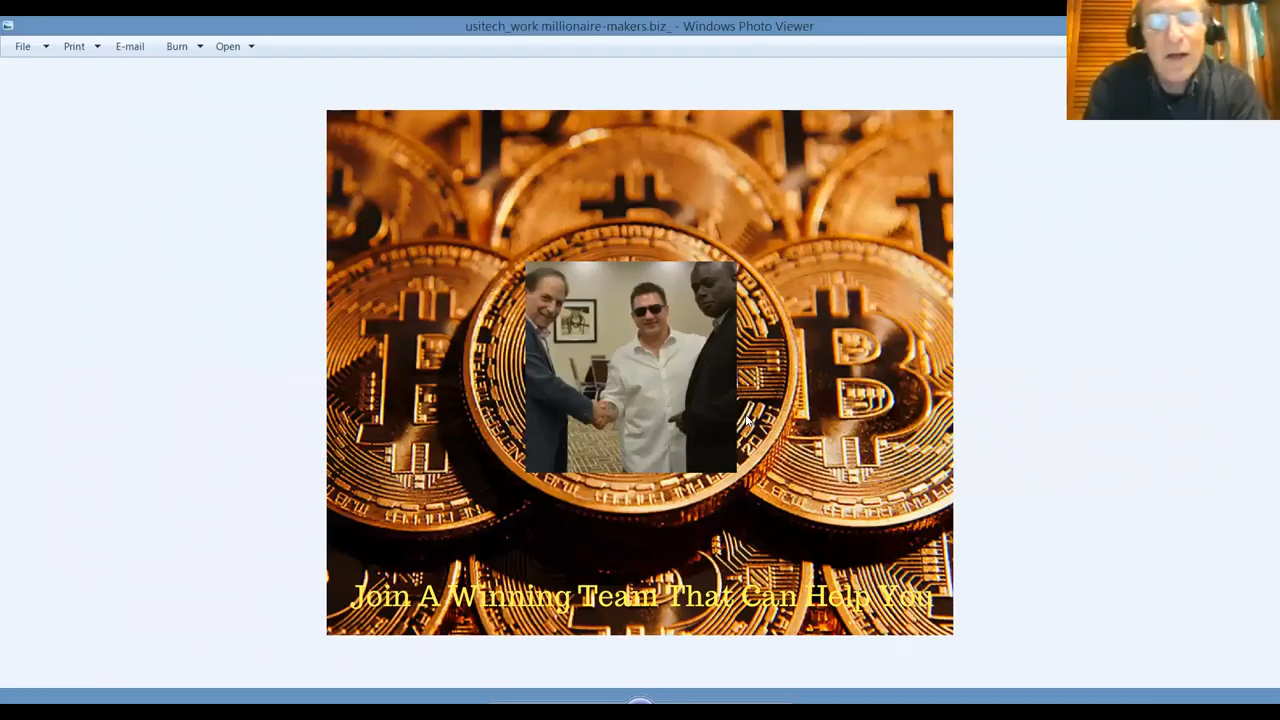 usitech_work millionaire-makers.biz_ - Windows Photo Viewer
File Print E-mail Burn Open
Join A Winning Team That Can Help You